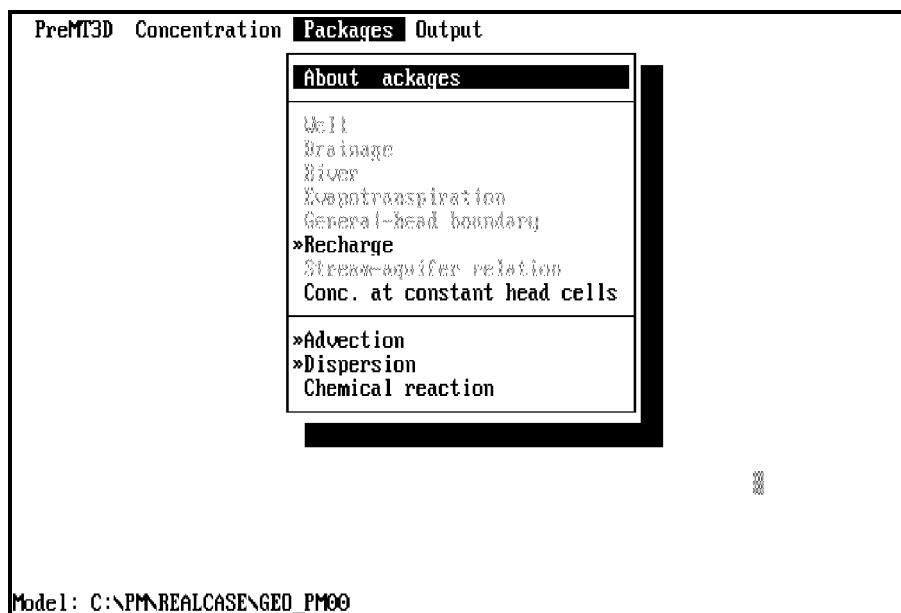 PreMT3D Concentration Packages Output
About ackages
Well
Drainage
River
Evapotranspiration
General-head boundary
»Recharge
Stream-aquifer relation
Conc. at constant head cells
»Advection
»Dispersion
Chemical reaction
Model: C:\PM\REALCASE\GEO_PM00